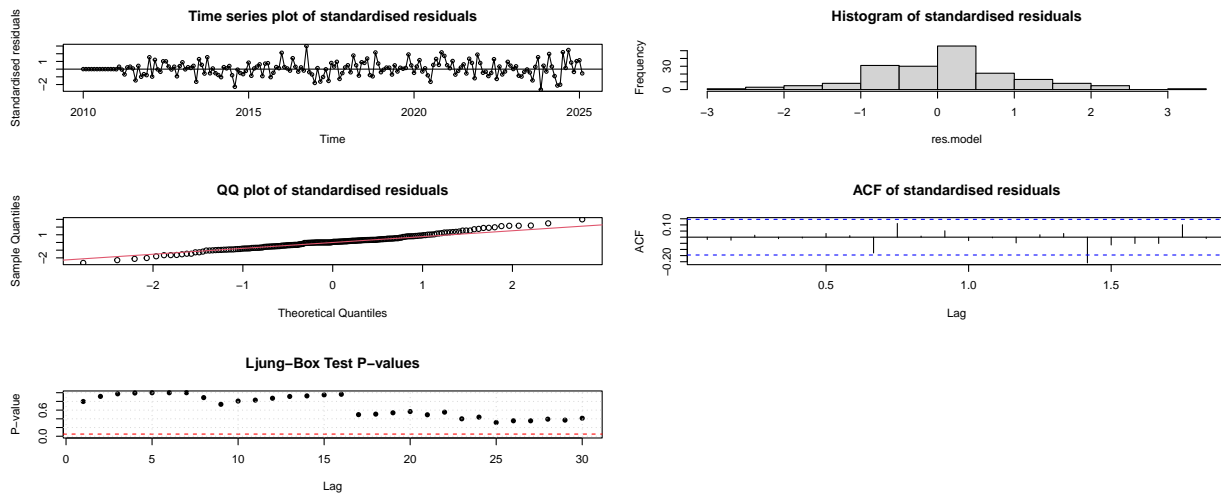 Time series plot of standardised residuals
Standardised residuals
1
-2
2010 2015 2020 2025
Time
Histogram of standardised residuals
Frequency
30
0
-3 -2 -1 0 1 2 3
res.model
QQ plot of standardised residuals
Sample Quantiles
1
-2
-2 -1 0 1 2
Theoretical Quantiles
ACF of standardised residuals
ACF
0.10
-0.20
0.5 1.0 1.5
Lag
Ljung-Box Test P-values
P-value
0.6
0.0
0 5 10 15 20 25 30
Lag